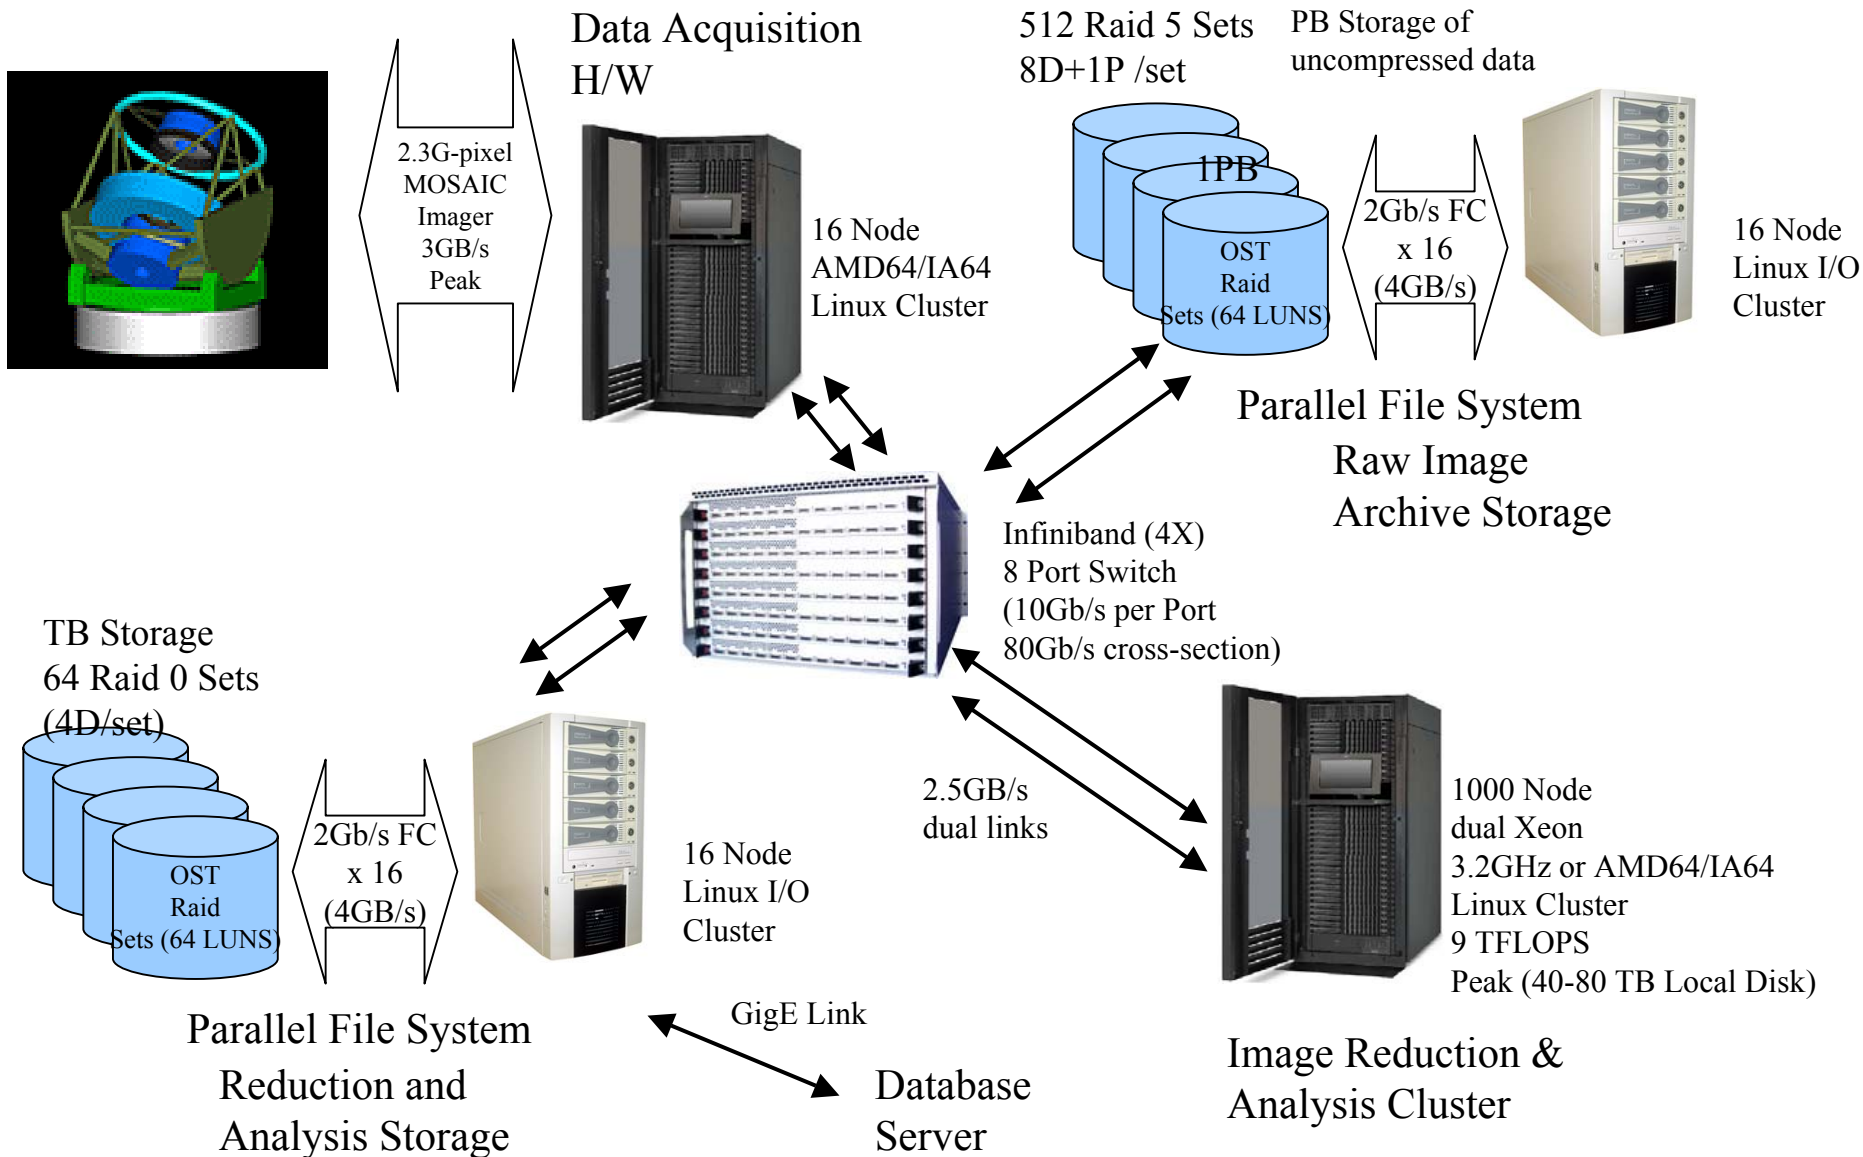 Data Acquisition
H/W
2.3G-pixel
MOSAIC
Imager
3GB/s
Peak
16 Node
AMD64/IA64
Linux Cluster
512 Raid 5 Sets
8D+1P /set
PB Storage of
uncompressed data
1PB
OST
Raid
Sets (64 LUNS)
2Gb/s FC
x 16
(4GB/s)
16 Node
Linux I/O
Cluster
Parallel File System
Raw Image
Archive Storage
Infiniband (4X)
8 Port Switch
(10Gb/s per Port
80Gb/s cross-section)
TB Storage
64 Raid 0 Sets
(4D/set)
OST
Raid
Sets (64 LUNS)
2Gb/s FC
x 16
(4GB/s)
16 Node
Linux I/O
Cluster
Parallel File System
Reduction and
Analysis Storage
GigE Link
Database
Server
2.5GB/s
dual links
1000 Node
dual Xeon
3.2GHz or AMD64/IA64
Linux Cluster
9 TFLOPS
Peak (40-80 TB Local Disk)
Image Reduction &
Analysis Cluster